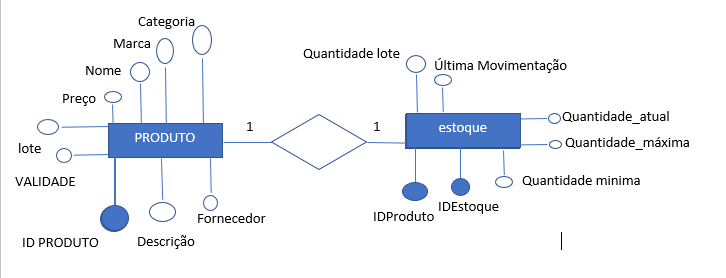 Categoria
Marca
Nome
Preço
lote
VALIDADE
PRODUTO
ID PRODUTO
Descrição
Fornecedor
1
1
Quantidade lote
Última Movimentação
estoque
Quantidade_atual
Quantidade_máxima
Quantidade minima
IDProduto
IDEstoque